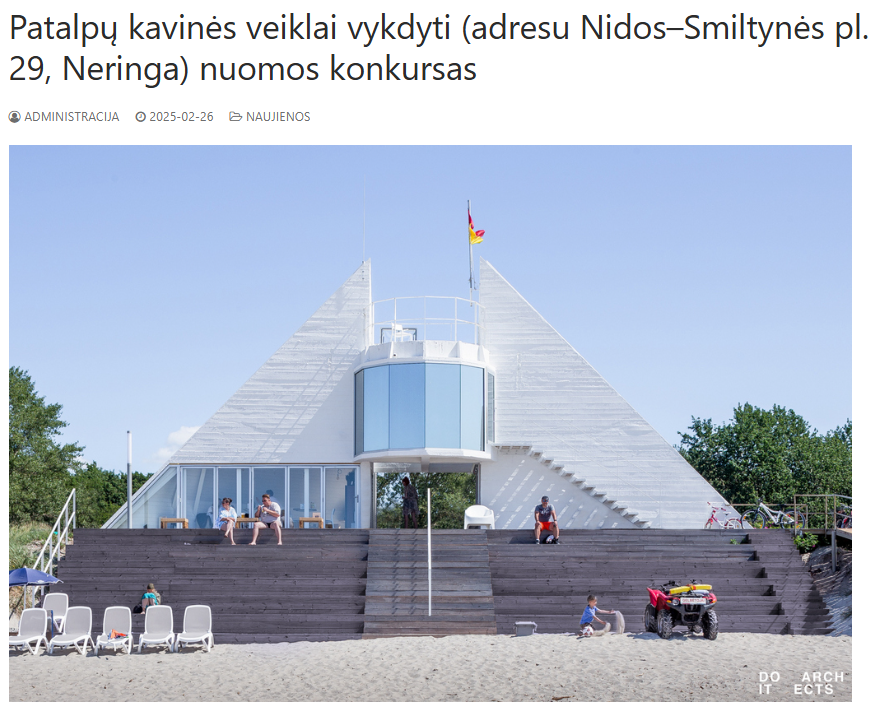 Patalpų kavinės veiklai vykdyti (adresu Nidos–Smiltynės pl.
29, Neringa) nuomos konkursas
ADMINISTRACIJA 2025-02-26 NAUJIENOS
DO ARCH
IT ECTS